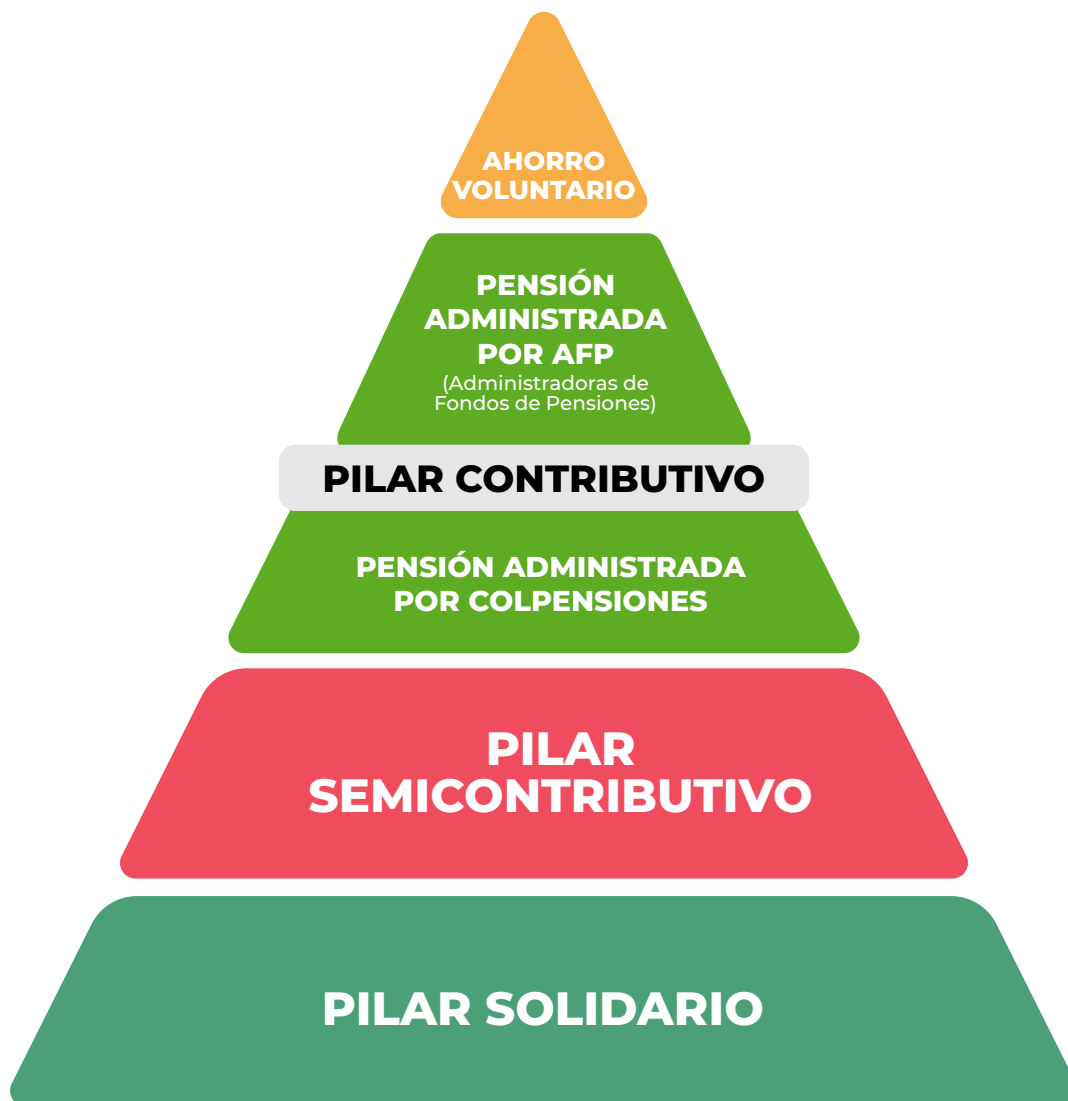 AHORRO
VOLUNTARIO
PENSIÓN
ADMINISTRADA
POR AFP
(Administradoras de
Fondos de Pensiones)
PILAR CONTRIBUTIVO
PENSIÓN ADMINISTRADA
POR COLPENSIONES
PILAR
SEMICONTRIBUTIVO
PILAR SOLIDARIO